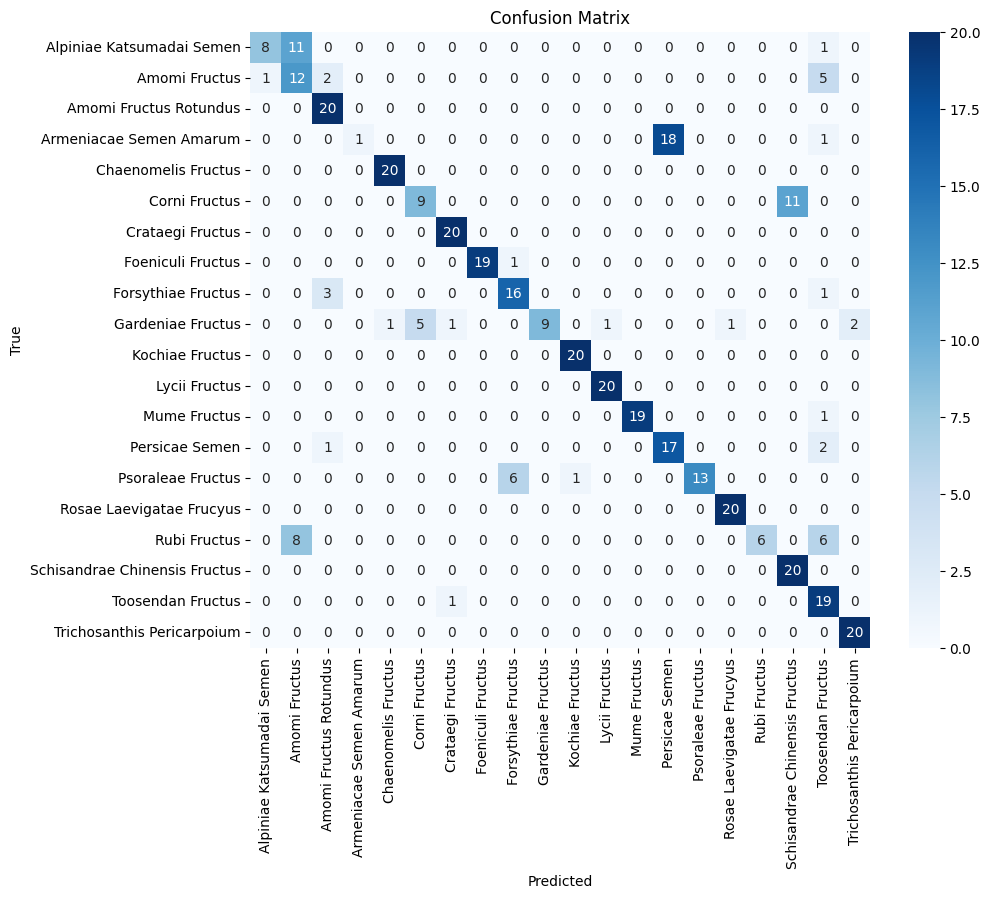 Confusion Matrix
Alpiniae Katsumadai Semen 8 11 0 0 0 0 0 0 0 0 0 0 0 0 0 0 0 0 1 0
Amomi Fructus 1 12 2 0 0 0 0 0 0 0 0 0 0 0 0 0 0 0 5 0
Amomi Fructus Rotundus 0 0 20 0 0 0 0 0 0 0 0 0 0 0 0 0 0 0 0 0
Armeniacae Semen Amarum 0 0 0 1 0 0 0 0 0 0 0 0 0 18 0 0 0 0 1 0
Chaenomelis Fructus 0 0 0 0 20 0 0 0 0 0 0 0 0 0 0 0 0 0 0 0
Corni Fructus 0 0 0 0 0 9 0 0 0 0 0 0 0 0 0 0 0 11 0 0
Crataegi Fructus 0 0 0 0 0 0 20 0 0 0 0 0 0 0 0 0 0 0 0 0
Foeniculi Fructus 0 0 0 0 0 0 0 19 1 0 0 0 0 0 0 0 0 0 0 0
Forsythiae Fructus 0 0 3 0 0 0 0 0 16 0 0 0 0 0 0 0 0 0 1 0
Gardeniae Fructus 0 0 0 0 1 5 1 0 0 9 0 1 0 0 0 1 0 0 0 2
Kochiae Fructus 0 0 0 0 0 0 0 0 0 0 20 0 0 0 0 0 0 0 0 0
Lycii Fructus 0 0 0 0 0 0 0 0 0 0 0 20 0 0 0 0 0 0 0 0
Mume Fructus 0 0 0 0 0 0 0 0 0 0 0 0 19 0 0 0 0 0 1 0
Persicae Semen 0 0 1 0 0 0 0 0 0 0 0 0 0 17 0 0 0 0 2 0
Psoraleae Fructus 0 0 0 0 0 0 0 0 6 0 1 0 0 0 13 0 0 0 0 0
Rosae Laevigatae Frucyus 0 0 0 0 0 0 0 0 0 0 0 0 0 0 0 20 0 0 0 0
Rubi Fructus 0 8 0 0 0 0 0 0 0 0 0 0 0 0 0 0 6 0 6 0
Schisandrae Chinensis Fructus 0 0 0 0 0 0 0 0 0 0 0 0 0 0 0 0 0 20 0 0
Toosendan Fructus 0 0 0 0 0 0 1 0 0 0 0 0 0 0 0 0 0 0 19 0
Trichosanthis Pericarpoium 0 0 0 0 0 0 0 0 0 0 0 0 0 0 0 0 0 0 0 20
True
Alpiniae Katsumadai Semen
Amomi Fructus
Amomi Fructus Rotundus
Armeniacae Semen Amarum
Chaenomelis Fructus
Corni Fructus
Crataegi Fructus
Foeniculi Fructus
Forsythiae Fructus
Gardeniae Fructus
Kochiae Fructus
Lycii Fructus
Mume Fructus
Persicae Semen
Psoraleae Fructus
Rosae Laevigatae Frucyus
Rubi Fructus
Schisandrae Chinensis Fructus
Toosendan Fructus
Trichosanthis Pericarpoium
Predicted
20.0
17.5
15.0
12.5
10.0
7.5
5.0
2.5
0.0